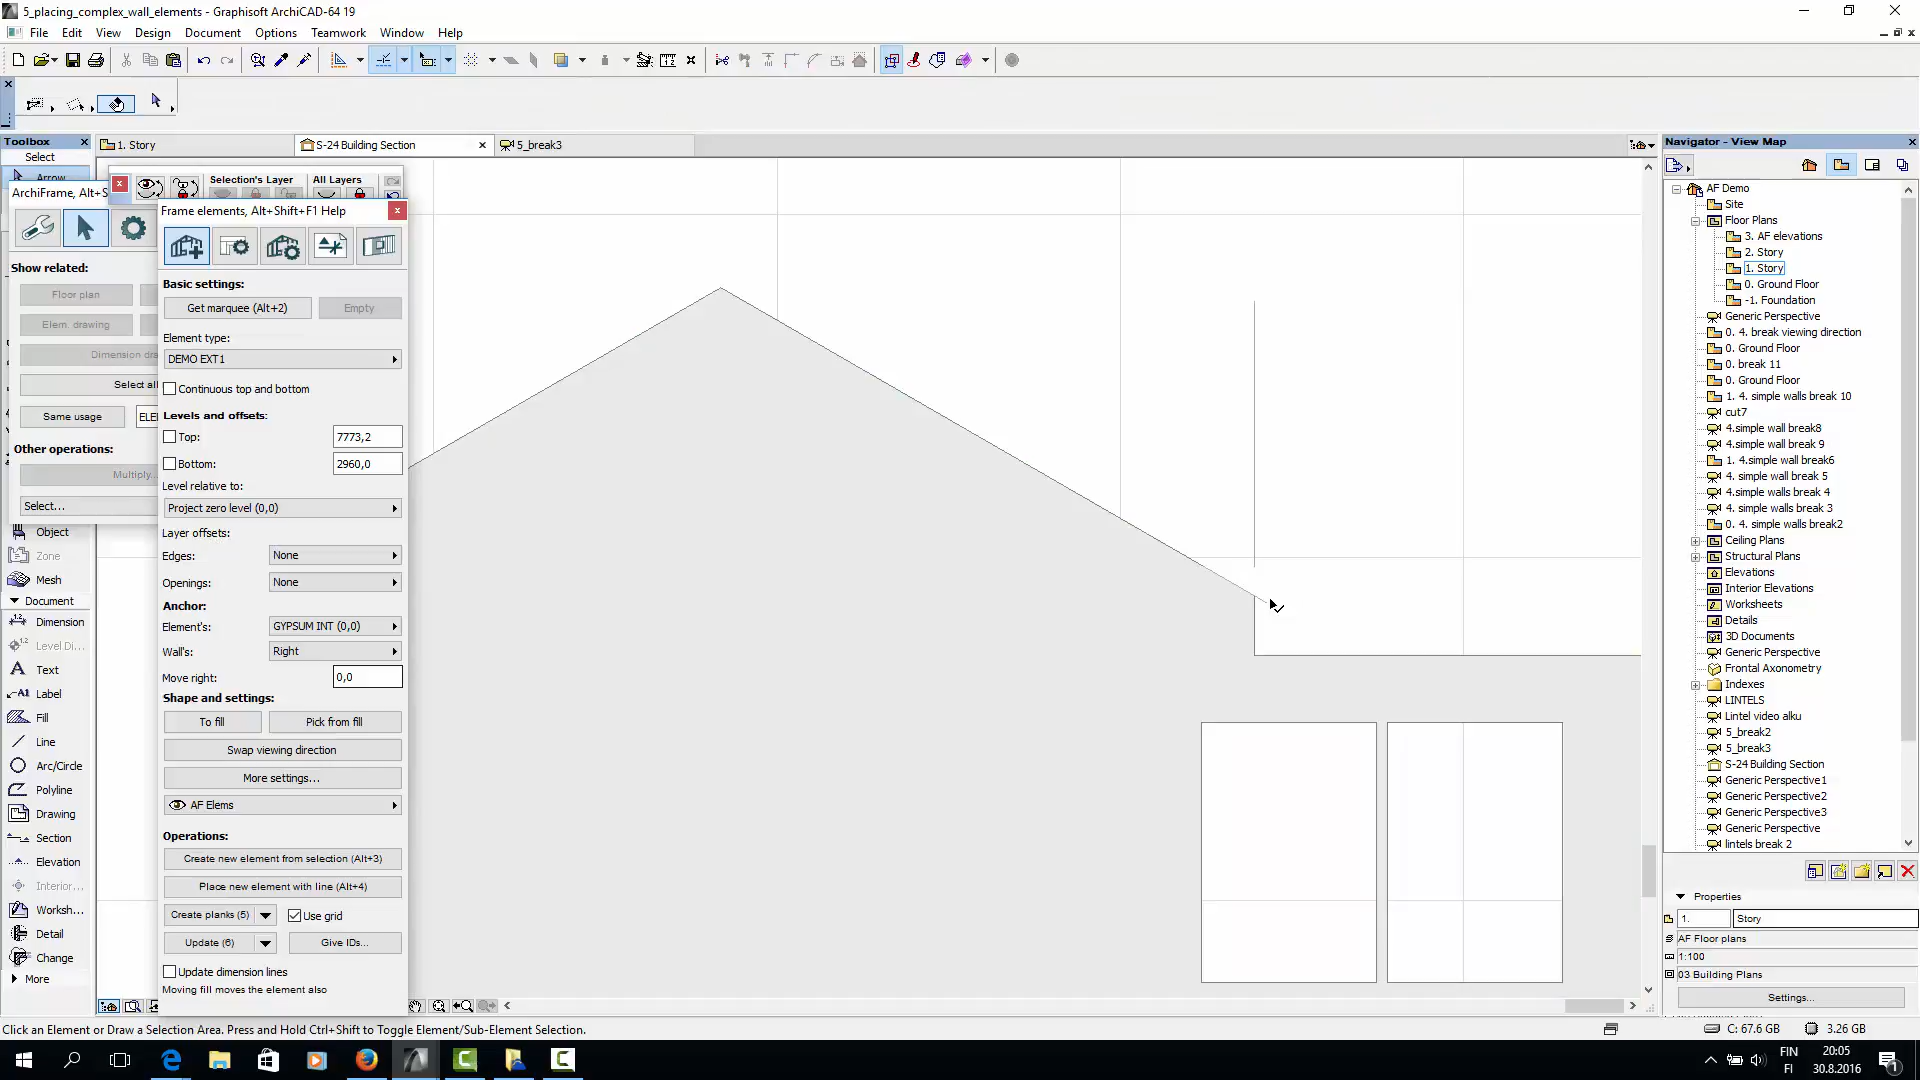 5_placing_complex_wall_elements - Graphisoft ArchiCAD-64 19
File Edit View Design Document Options Teamwork Window Help
Toolbox
Select
Arrow
1. Story
S-24 Building Section
5_break3
Selection's Layer
All Layers
ArchiFrame, Alt+S
Show related:
Floor plan
Elem. drawing
Dimension dra
Select all
Same usage
ELE
Other operations:
Multiply...
Select...
Object
Zone
Mesh
Document
Dimension
Level Di...
Text
Label
Fill
Line
Arc/Circle
Polyline
Drawing
Section
Elevation
Interior...
Worksh...
Detail
Change
More
Frame elements, Alt+Shift+F1 Help
Basic settings:
Get marquee (Alt+2)
Empty
Element type:
DEMO EXT1
Continuous top and bottom
Levels and offsets:
Top: 7773,2
Bottom: 2960,0
Level relative to:
Project zero level (0,0)
Layer offsets:
Edges: None
Openings: None
Anchor:
Element's: GYPSUM INT (0,0)
Wall's: Right
Move right: 0,0
Shape and settings:
To fill
Pick from fill
Swap viewing direction
More settings...
AF Elems
Operations:
Create new element from selection (Alt+3)
Place new element with line (Alt+4)
Create planks (5)
Use grid
Update (6)
Give IDs...
Update dimension lines
Moving fill moves the element also
Navigator - View Map
AF Demo
Site
Floor Plans
3. AF elevations
2. Story
1. Story
0. Ground Floor
-1. Foundation
Generic Perspective
0. 4. break viewing direction
0. Ground Floor
0. break 11
0. Ground Floor
1. 4. simple walls break 10
cut7
4.simple wall break8
4.simple wall break 9
1. 4.simple wall break6
4. simple wall break 5
4.simple walls break 4
4. simple walls break 3
0. 4. simple walls break2
Ceiling Plans
Structural Plans
Elevations
Interior Elevations
Worksheets
Details
3D Documents
Generic Perspective
Frontal Axonometry
Indexes
LINTELS
Lintel video alku
5_break2
5_break3
S-24 Building Section
Generic Perspective1
Generic Perspective2
Generic Perspective3
Generic Perspective
lintels break 2
Properties
1. Story
AF Floor plans
1:100
03 Building Plans
Settings...
Click an Element or Draw a Selection Area. Press and Hold Ctrl+Shift to Toggle Element/Sub-Element Selection.
C: 67.6 GB
3.26 GB
FIN
FI
20:05
30.8.2016
1